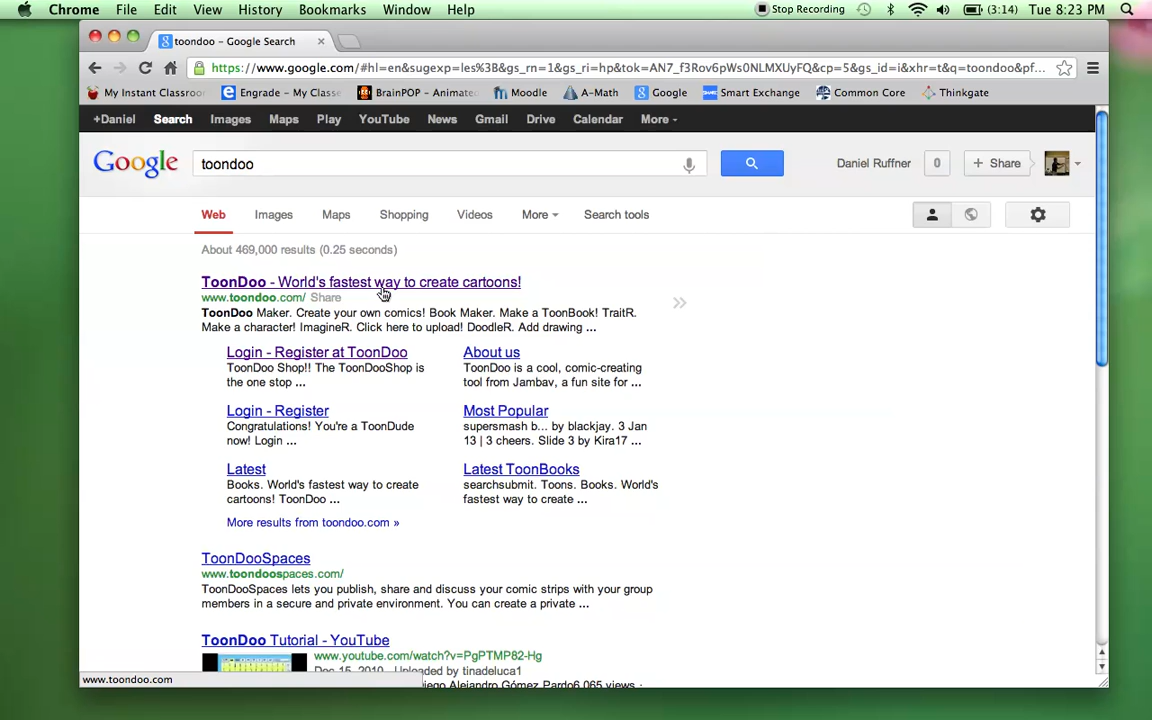 Chrome File Edit View History Bookmarks Window Help Stop Recording (3:14) Tue 8:23 PM
toondoo - Google Search
https://www.google.com/#hl=en&sugexp=les%3B&gs_rn=1&gs_ri=hp&tok=AN7_f3Rov6pWs0NLMXUyFQ&cp=5&gs_id=i&xhr=t&q=toondoo&pf...
My Instant Classroo Engrade - My Classe BrainPOP - Animate Moodle A-Math Google Smart Exchange Common Core Thinkgate
+Daniel Search Images Maps Play YouTube News Gmail Drive Calendar More
Google toondoo Daniel Ruffner 0 + Share
Web Images Maps Shopping Videos More Search tools
About 469,000 results (0.25 seconds)
ToonDoo - World's fastest way to create cartoons!
www.toondoo.com/ Share
ToonDoo Maker. Create your own comics! Book Maker. Make a ToonBook! TraitR.
Make a character! ImagineR. Click here to upload! DoodleR. Add drawing ...
Login - Register at ToonDoo
ToonDoo Shop!! The ToonDooShop is
the one stop ...
About us
ToonDoo is a cool, comic-creating
tool from Jambav, a fun site for ...
Login - Register
Congratulations! You're a ToonDude
now! Login ...
Most Popular
supersmash b... by blackjay. 3 Jan
13 | 3 cheers. Slide 3 by Kira17 ...
Latest
Books. World's fastest way to create
cartoons! ToonDoo ...
Latest ToonBooks
searchsubmit. Toons. Books. World's
fastest way to create ...
More results from toondoo.com »
ToonDooSpaces
www.toondoospaces.com/
ToonDooSpaces lets you publish, share and discuss your comic strips with your group
members in a secure and private environment. You can create a private ...
ToonDoo Tutorial - YouTube
www.youtube.com/watch?v=PgPTMP82-Hg
Dec 15, 2010 - Uploaded by tinadeluca1
iego Alejandro Gómez Pardo6,065 views ·
www.toondoo.com